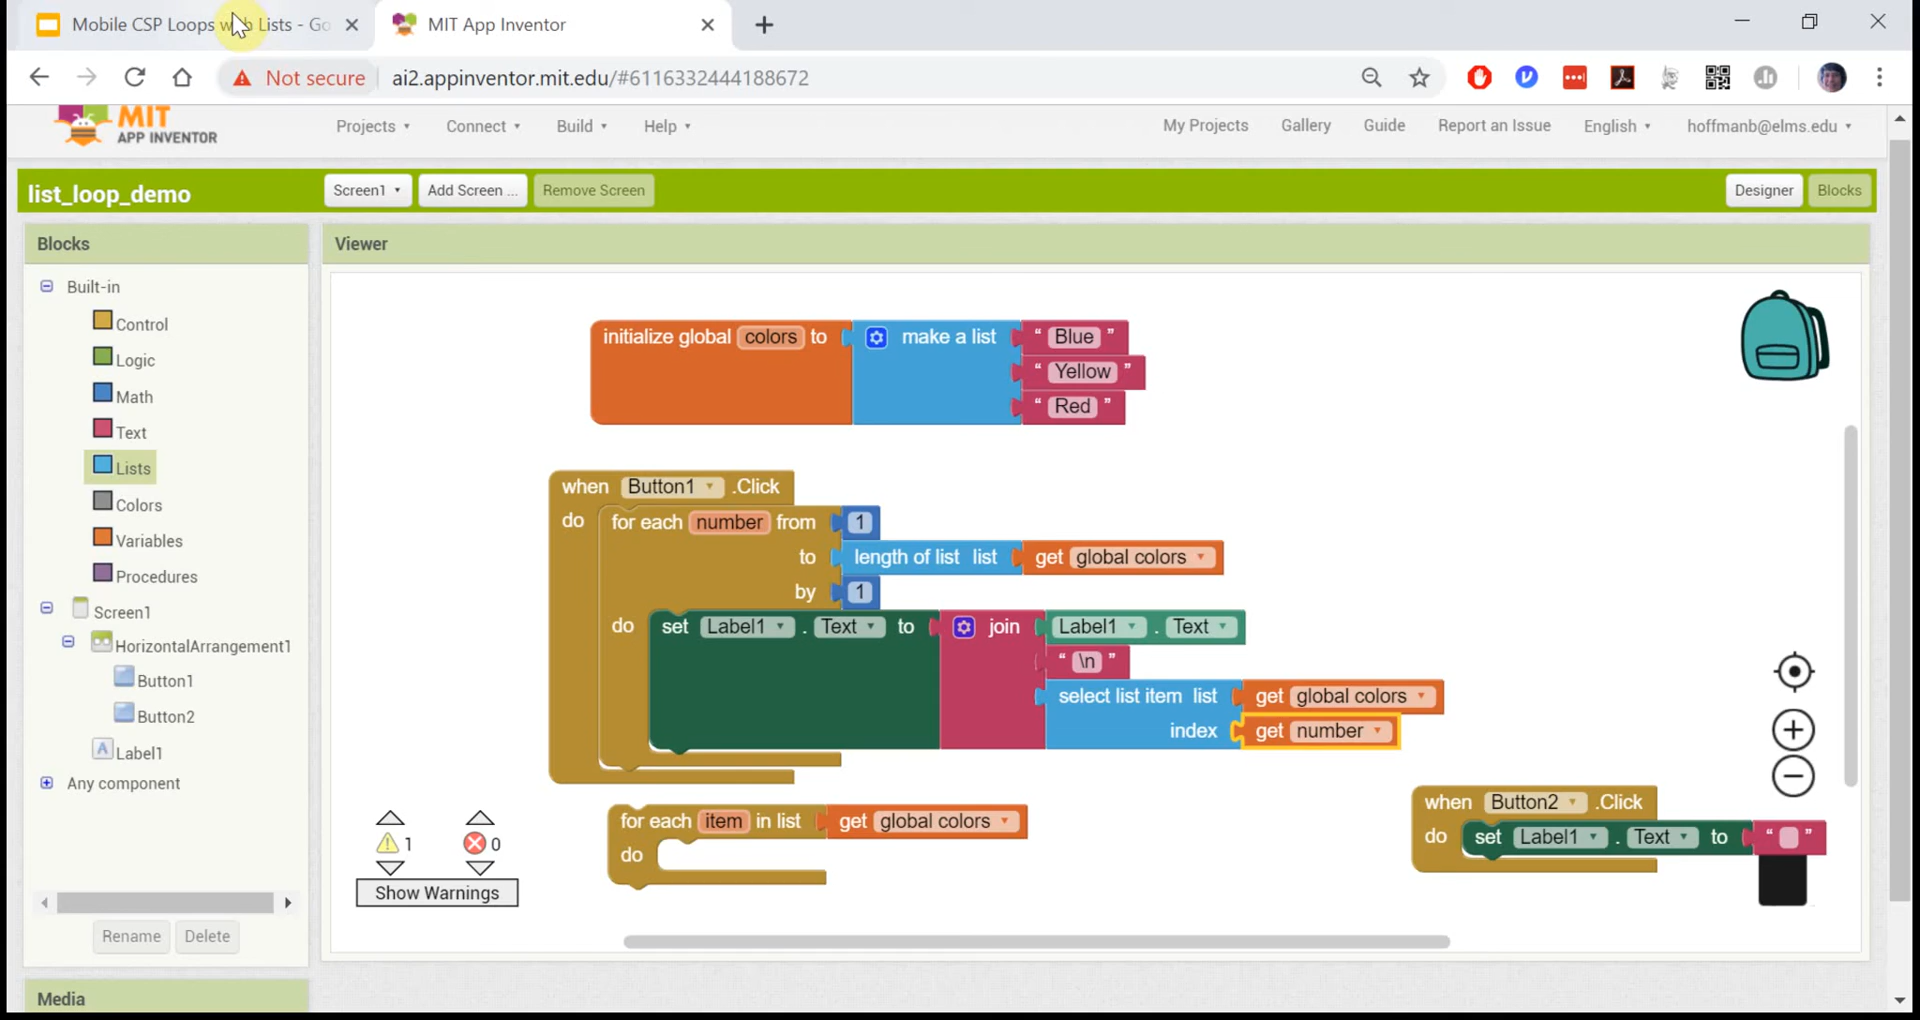 Mobile CSP Loops with Lists - Go
MIT App Inventor
Not secure
ai2.appinventor.mit.edu/#6116332444188672
MIT
APP INVENTOR
Projects
Connect
Build
Help
My Projects
Gallery
Guide
Report an Issue
English
hoffmanb@elms.edu
list_loop_demo
Screen1
Add Screen ...
Remove Screen
Designer
Blocks
Blocks
Viewer
Built-in
Control
Logic
Math
Text
Lists
Colors
Variables
Procedures
Screen1
HorizontalArrangement1
Button1
Button2
Label1
Any component
Rename
Delete
Media
initialize global colors to make a list " Blue "
" Yellow "
" Red "
when Button1 .Click
do for each number from 1
to length of list list get global colors
by 1
do set Label1 . Text to join Label1 . Text
" \n "
select list item list get global colors
index get number
for each item in list get global colors
do
when Button2 .Click
do set Label1 . Text to " "
1
0
Show Warnings